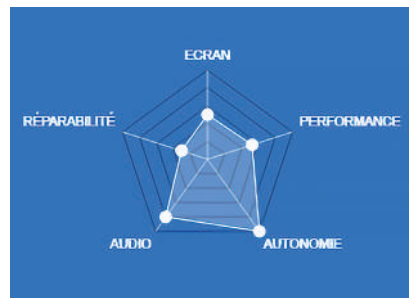 ECRAN
RÉPARABILITÉ
PERFORMANCE
AUDIO
AUTONOMIE